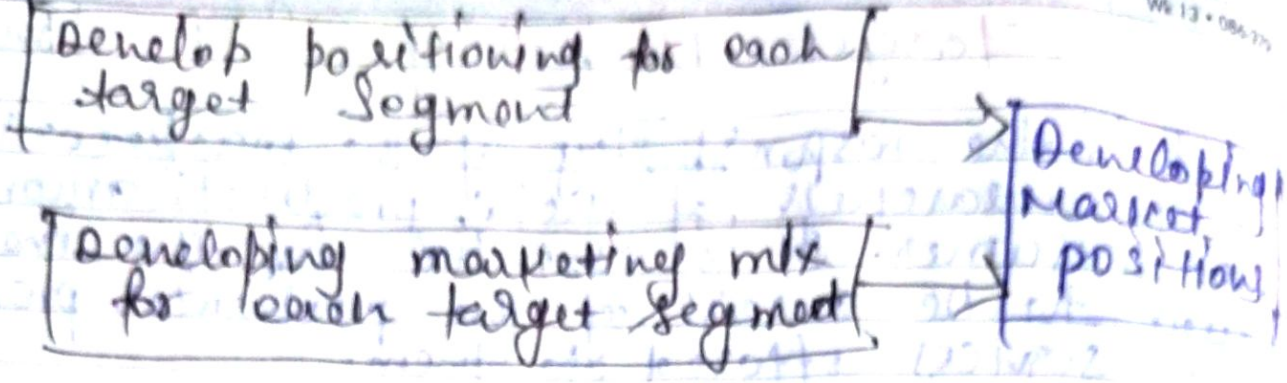 Develop positioning for each
target Segment
Developing marketing mix
for each target segment
Developing
Market
positions